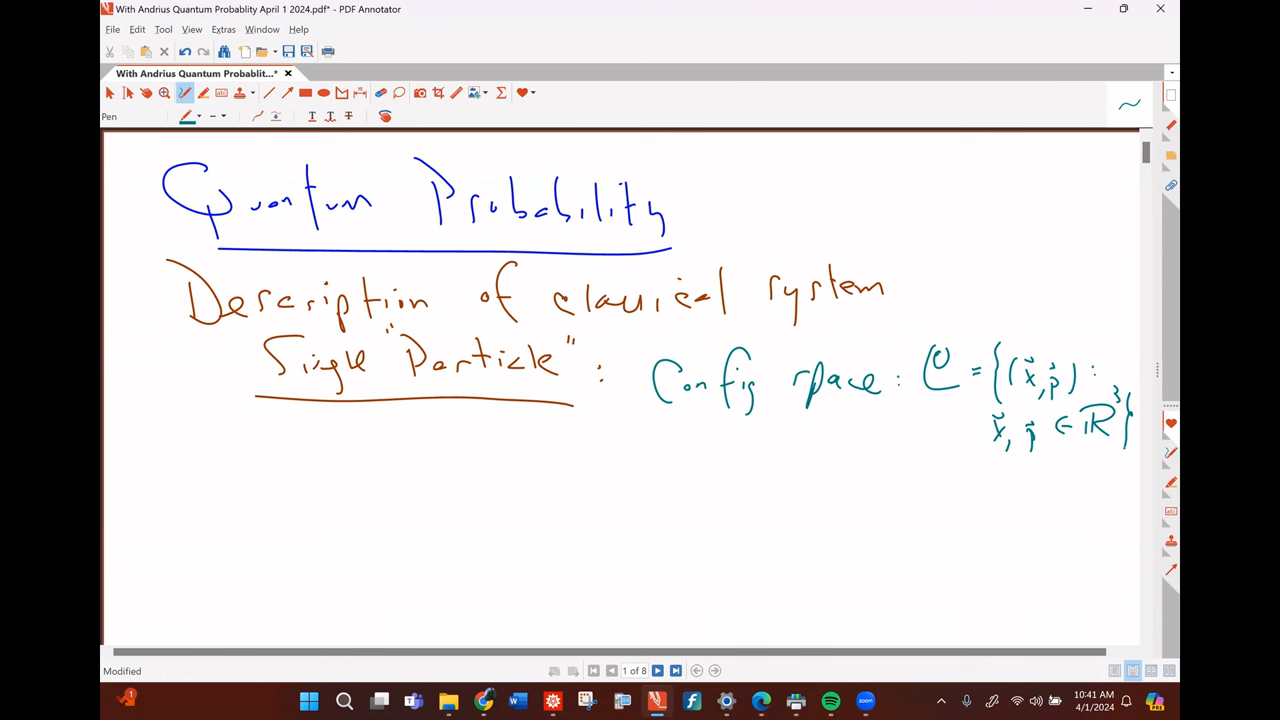 With Andrius Quantum Probablity April 1 2024.pdf* - PDF Annotator
File Edit Tool View Extras Window Help
With Andrius Quantum Probablit...*
Pen
Quantum Probability
Description of classical system
Single "Particle" : Config space : C = {(x⃗, p⃗) :
x⃗, p⃗ ∈ ℝ³}
Modified
1 of 8
10:41 AM
4/1/2024